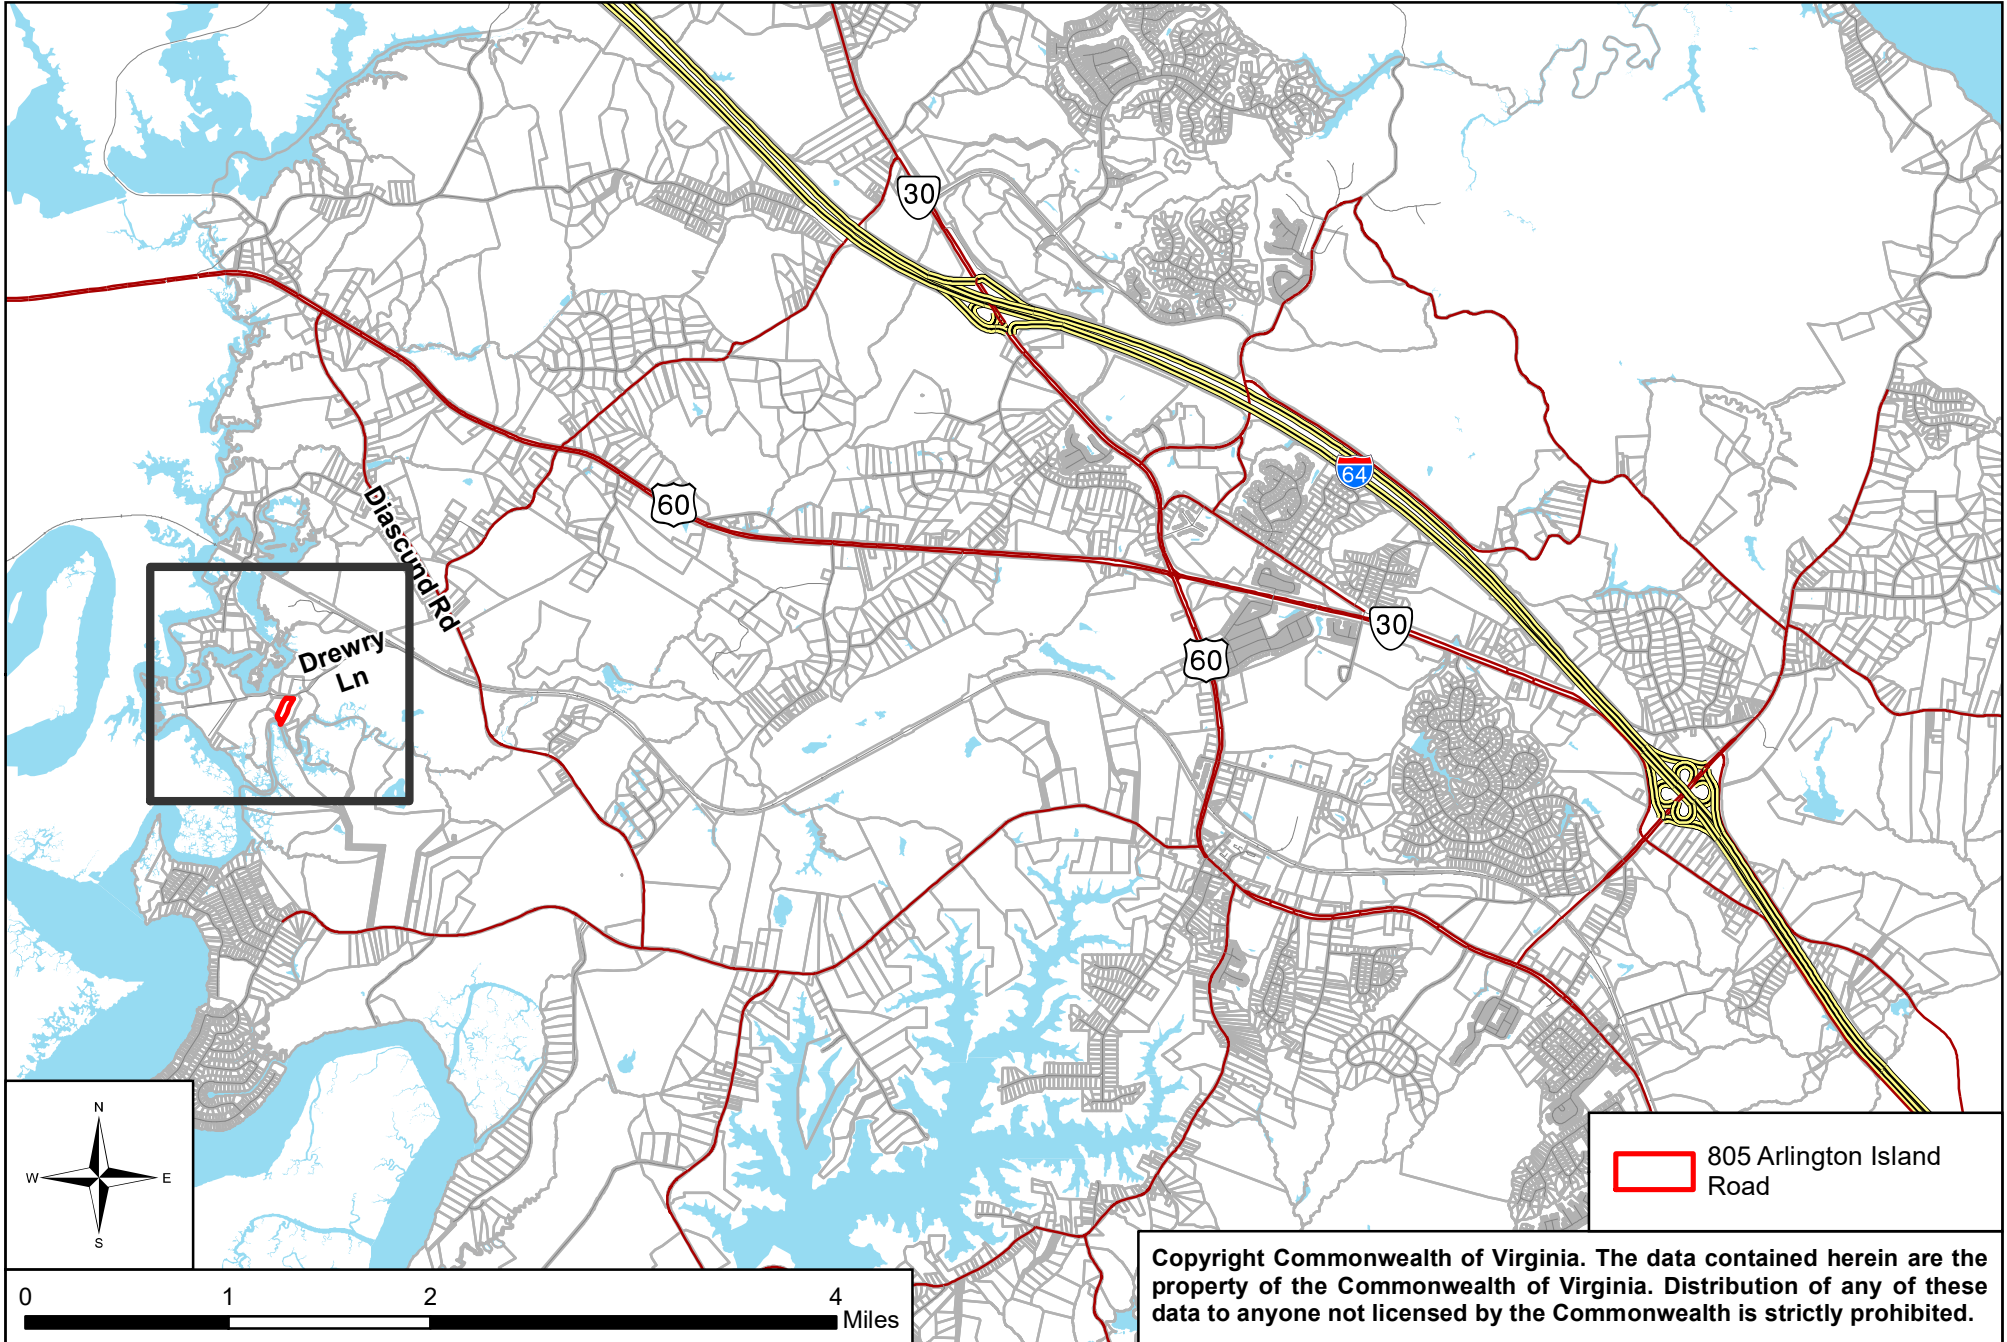 30
60
64
Diascund Rd
Drewry
Ln
30
60
N
W
E
S
805 Arlington Island
Road
0
1
2
4
Miles
Copyright Commonwealth of Virginia. The data contained herein are the
property of the Commonwealth of Virginia. Distribution of any of these
data to anyone not licensed by the Commonwealth is strictly prohibited.